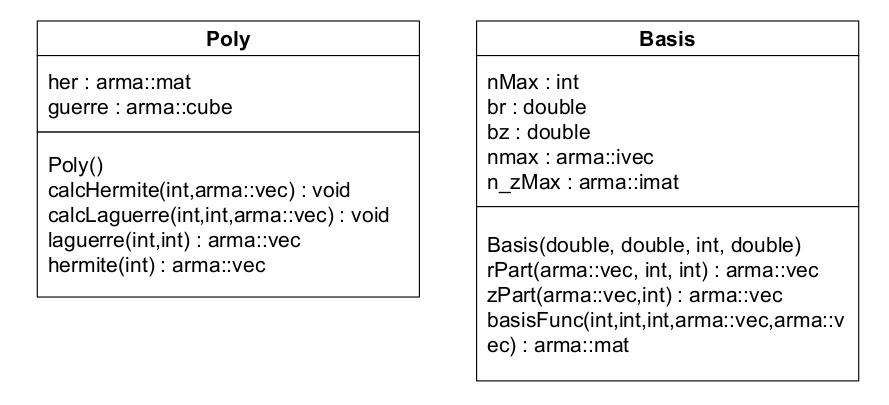 Poly
her : arma::mat
guerre : arma::cube
Poly()
calcHermite(int,arma::vec) : void
calcLaguerre(int,int,arma::vec) : void
laguerre(int,int) : arma::vec
hermite(int) : arma::vec
Basis
nMax : int
br : double
bz : double
nmax : arma::ivec
n_zMax : arma::imat
Basis(double, double, int, double)
rPart(arma::vec, int, int) : arma::vec
zPart(arma::vec,int) : arma::vec
basisFunc(int,int,int,arma::vec,arma::v
ec) : arma::mat